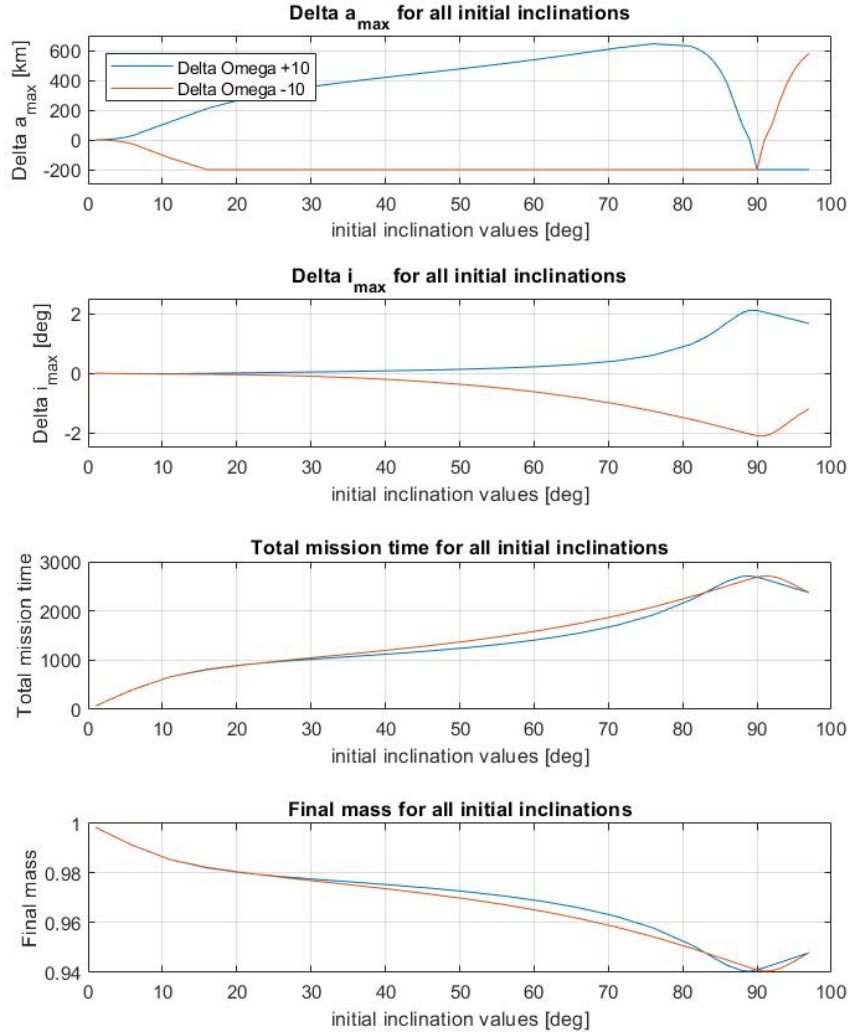 Delta a_max for all initial inclinations
Delta a_max [km]
600
400
200
0
-200
Delta Omega +10
Delta Omega -10
0 10 20 30 40 50 60 70 80 90 100
initial inclination values [deg]
Delta i_max for all initial inclinations
Delta i_max [deg]
2
0
-2
0 10 20 30 40 50 60 70 80 90 100
initial inclination values [deg]
Total mission time for all initial inclinations
Total mission time
3000
2000
1000
0
0 10 20 30 40 50 60 70 80 90 100
initial inclination values [deg]
Final mass for all initial inclinations
Final mass
1
0.98
0.96
0.94
0 10 20 30 40 50 60 70 80 90 100
initial inclination values [deg]